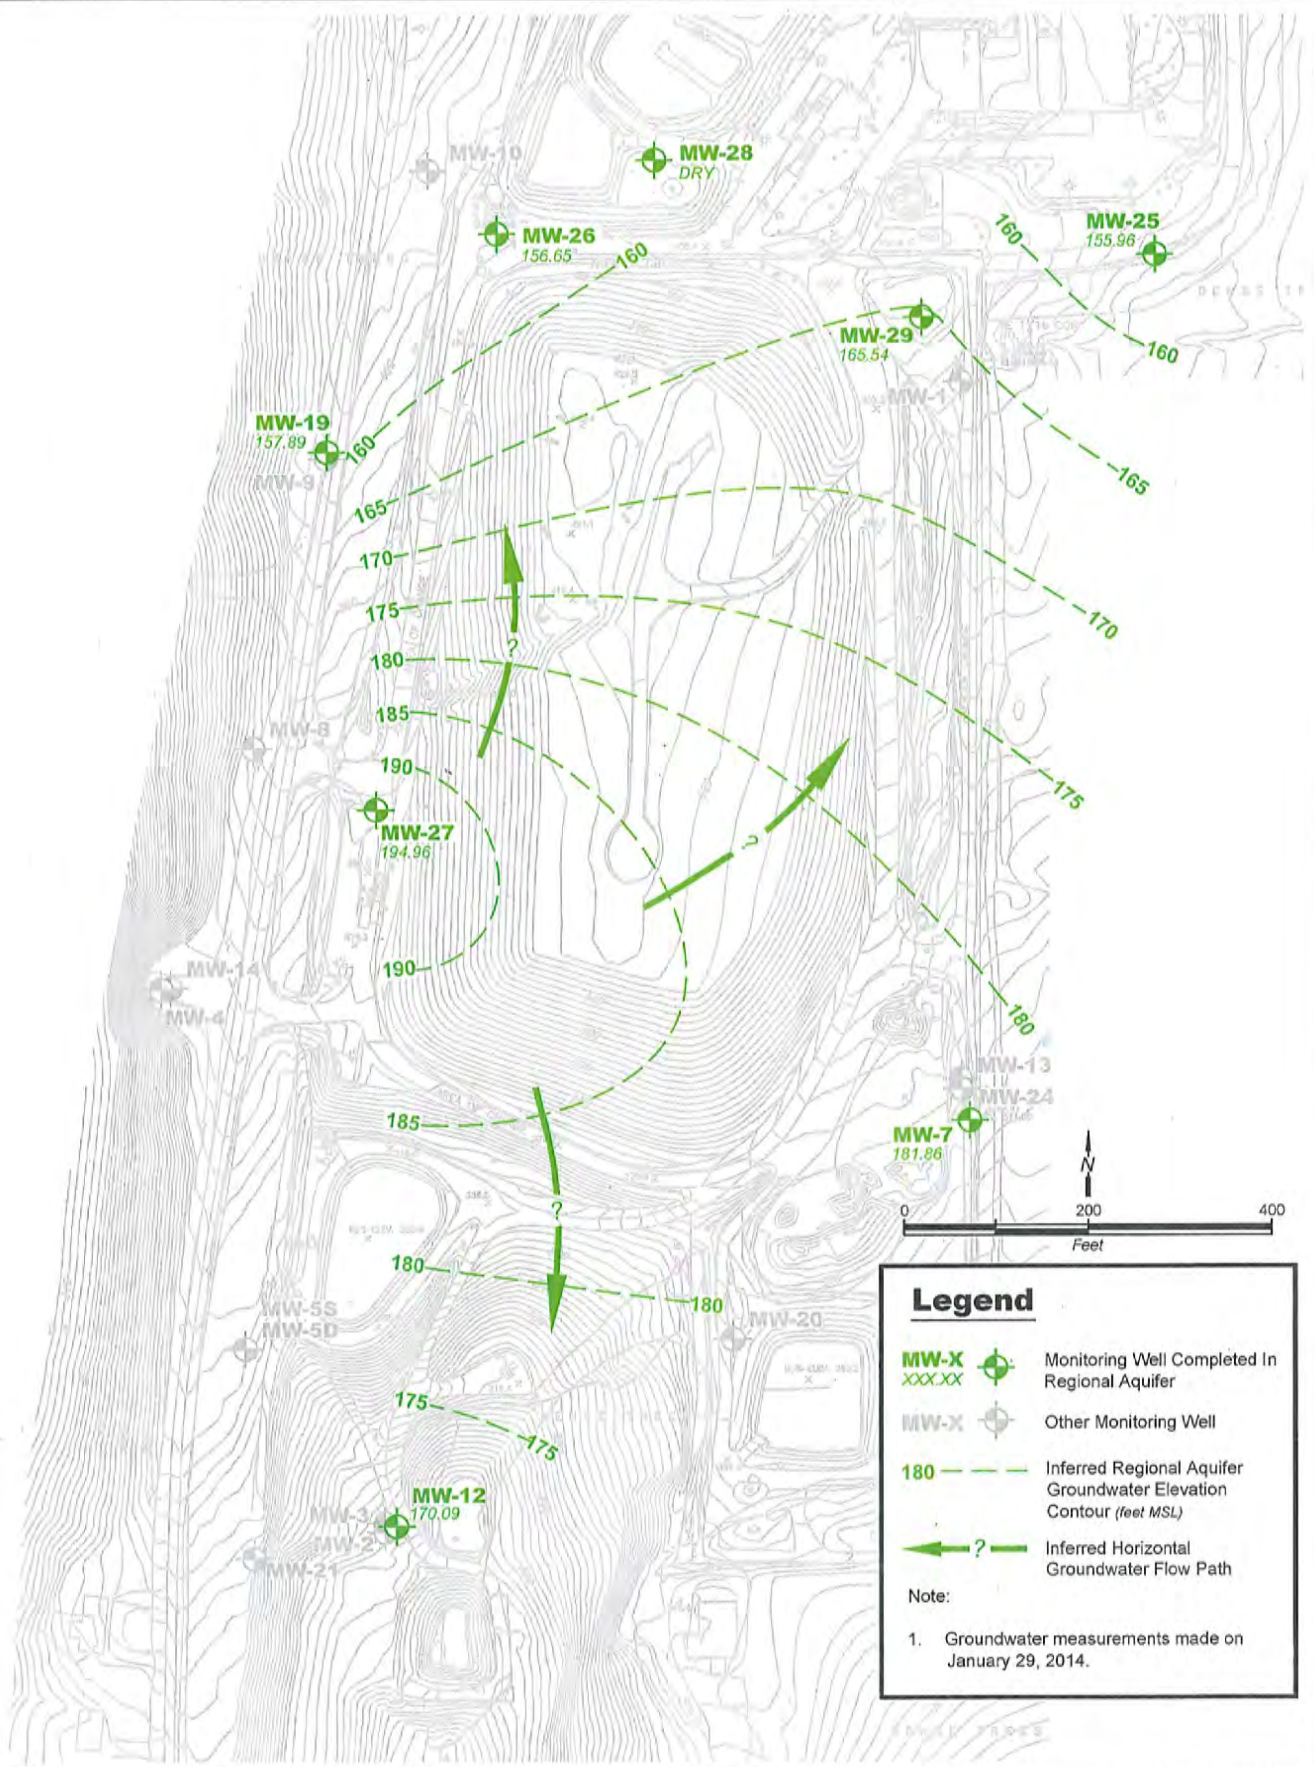 MW-10
MW-28
DRY
MW-26
156.65
160
160
MW-25
155.96
MW-29
165.54
160
MW-1
MW-19
157.89
160
MW-9
165
165
170
175
170
180
185
MW-8
190
175
MW-27
194.96
?
?
MW-14
190
MW-4
180
MW-13
MW-24
185
MW-7
181.86
N
?
0 200 400
Feet
180
180
MW-5S
MW-5D
MW-20
175
175
MW-12
170.09
MW-3
MW-2
MW-21
Legend
MW-X
XXX.XX
Monitoring Well Completed In
Regional Aquifer
MW-X
Other Monitoring Well
180
Inferred Regional Aquifer
Groundwater Elevation
Contour (feet MSL)
?
Inferred Horizontal
Groundwater Flow Path
Note:
1. Groundwater measurements made on
January 29, 2014.